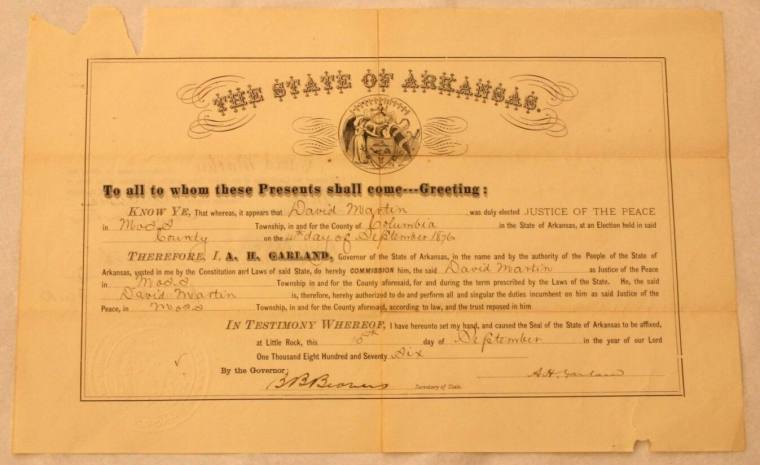 THE STATE OF ARKANSAS.
To all to whom these Presents shall come---Greeting:
KNOW YE, That whereas, it appears that David Martin was duly elected JUSTICE OF THE PEACE
in Moss Township, in and for the County of Columbia in the State of Arkansas, at an Election held in said
County on the 4th day of September 1876
THEREFORE, I, A. H. GARLAND, Governor of the State of Arkansas, in the name and by the authority of the People of the State of
Arkansas, vested in me by the Constitution and Laws of said State, do hereby COMMISSION him, the said David Martin as Justice of the Peace
in Moss Township in and for the County aforesaid, for and during the term prescribed by the Laws of the State. He, the said
David Martin is, therefore, hereby authorized to do and perform all and singular the duties incumbent on him as said Justice of the
Peace, in Moss Township, in and for the County aforesaid, according to law, and the trust reposed in him
IN TESTIMONY WHEREOF, I have hereunto set my hand, and caused the Seal of the State of Arkansas to be affixed,
at Little Rock, this day of September in the year of our Lord
One Thousand Eight Hundred and Seventy Six
By the Governor:
B B Beavers Secretary of State.
A H Garland